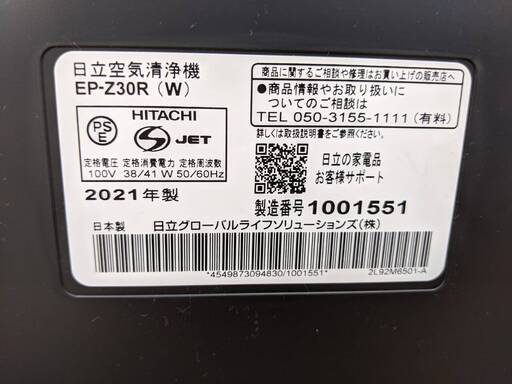 日立空気清浄機
EP-Z30R (W)
PS
E
HITACHI
S JET
定格電圧 定格消費電力 定格周波数
100V 38/41 W 50/60Hz
2021年製
商品に関するご相談や修理はお買い上げの販売店へ
●商品情報やお取り扱いに
ついてのご相談は
TEL 050-3155-1111 (有料)
詳しくは取扱説明書をご覧ください。
日立の家電品
お客様サポート
製造番号 1001551
日本製 日立グローバルライフソリューションズ(株)
*4549873094830/1001551*
2L92M6501-A